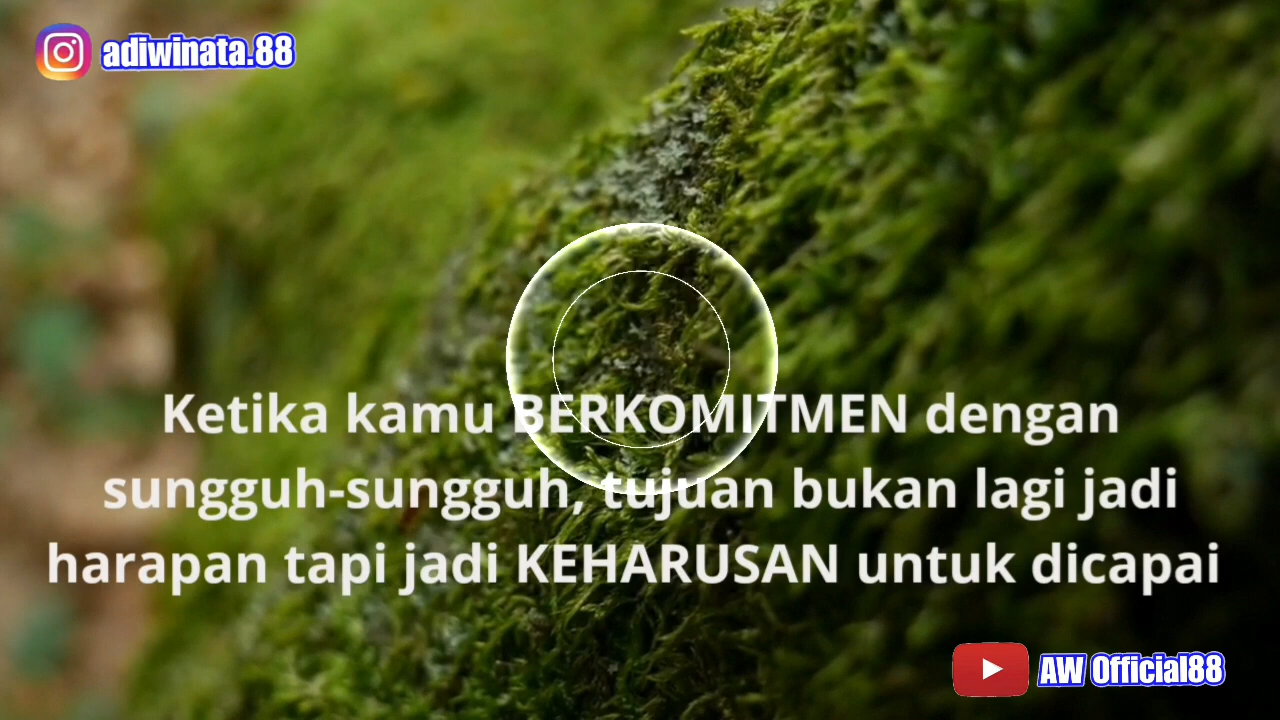 adiwinata.88
Ketika kamu BERKOMITMEN dengan
sungguh-sungguh, tujuan bukan lagi jadi
harapan tapi jadi KEHARUSAN untuk dicapai
AW Official88